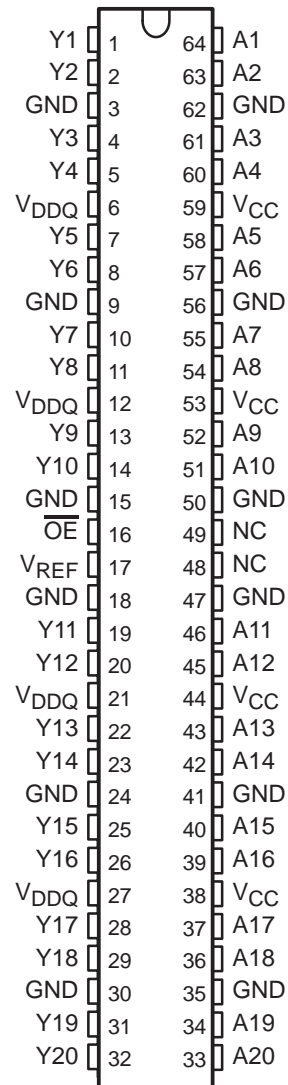 Y1 1 64 A1
Y2 2 63 A2
GND 3 62 GND
Y3 4 61 A3
Y4 5 60 A4
VDDQ 6 59 VCC
Y5 7 58 A5
Y6 8 57 A6
GND 9 56 GND
Y7 10 55 A7
Y8 11 54 A8
VDDQ 12 53 VCC
Y9 13 52 A9
Y10 14 51 A10
GND 15 50 GND
OE 16 49 NC
VREF 17 48 NC
GND 18 47 GND
Y11 19 46 A11
Y12 20 45 A12
VDDQ 21 44 VCC
Y13 22 43 A13
Y14 23 42 A14
GND 24 41 GND
Y15 25 40 A15
Y16 26 39 A16
VDDQ 27 38 VCC
Y17 28 37 A17
Y18 29 36 A18
GND 30 35 GND
Y19 31 34 A19
Y20 32 33 A20